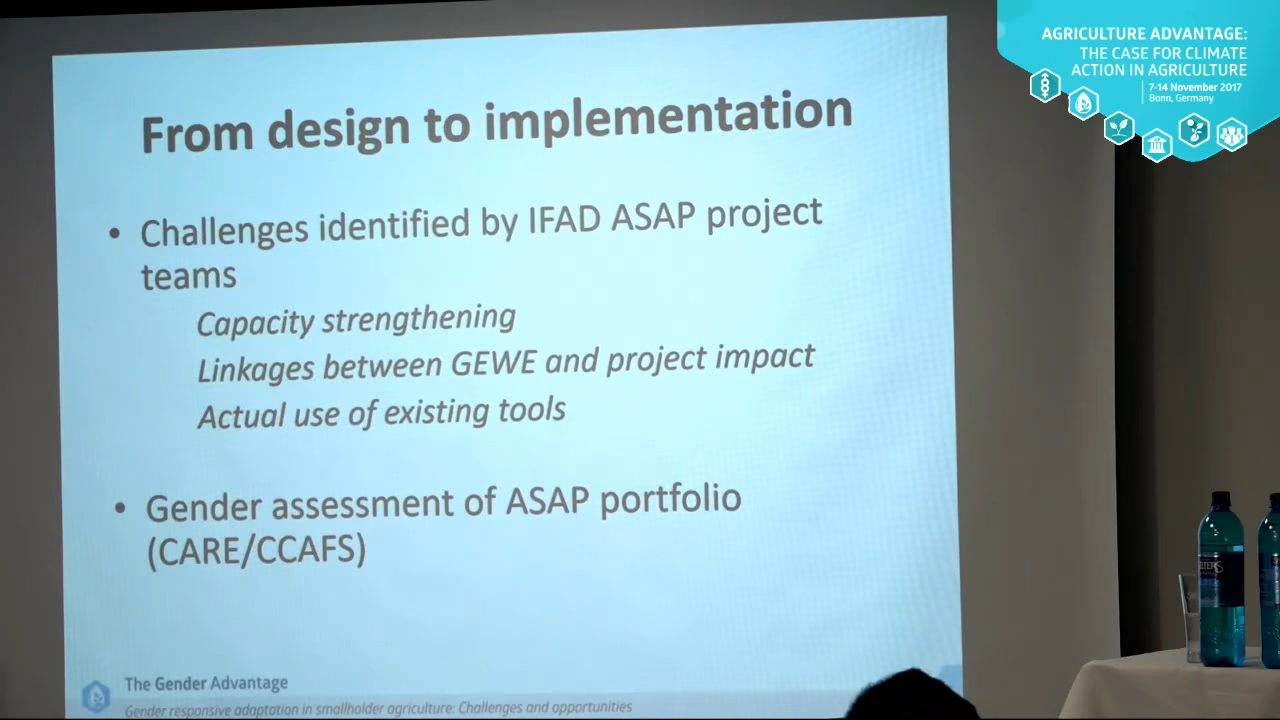 AGRICULTURE ADVANTAGE:
THE CASE FOR CLIMATE
ACTION IN AGRICULTURE
7-14 November 2017
Bonn, Germany
From design to implementation
• Challenges identified by IFAD ASAP project
teams
Capacity strengthening
Linkages between GEWE and project impact
Actual use of existing tools
• Gender assessment of ASAP portfolio
(CARE/CCAFS)
The Gender Advantage
Gender responsive adaptation in smallholder agriculture: Challenges and opportunities